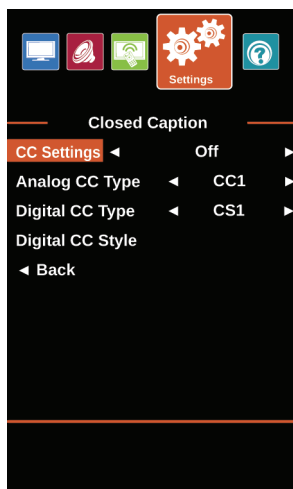 Settings
Closed Caption
CC Settings ◄ Off ►
Analog CC Type ◄ CC1 ►
Digital CC Type ◄ CS1 ►
Digital CC Style
◄ Back